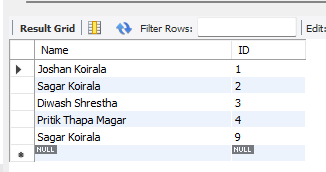 Result Grid Filter Rows: Edit:
Name ID
Joshan Koirala 1
Sagar Koirala 2
Diwash Shrestha 3
Pritik Thapa Magar 4
Sagar Koirala 9
NULL NULL